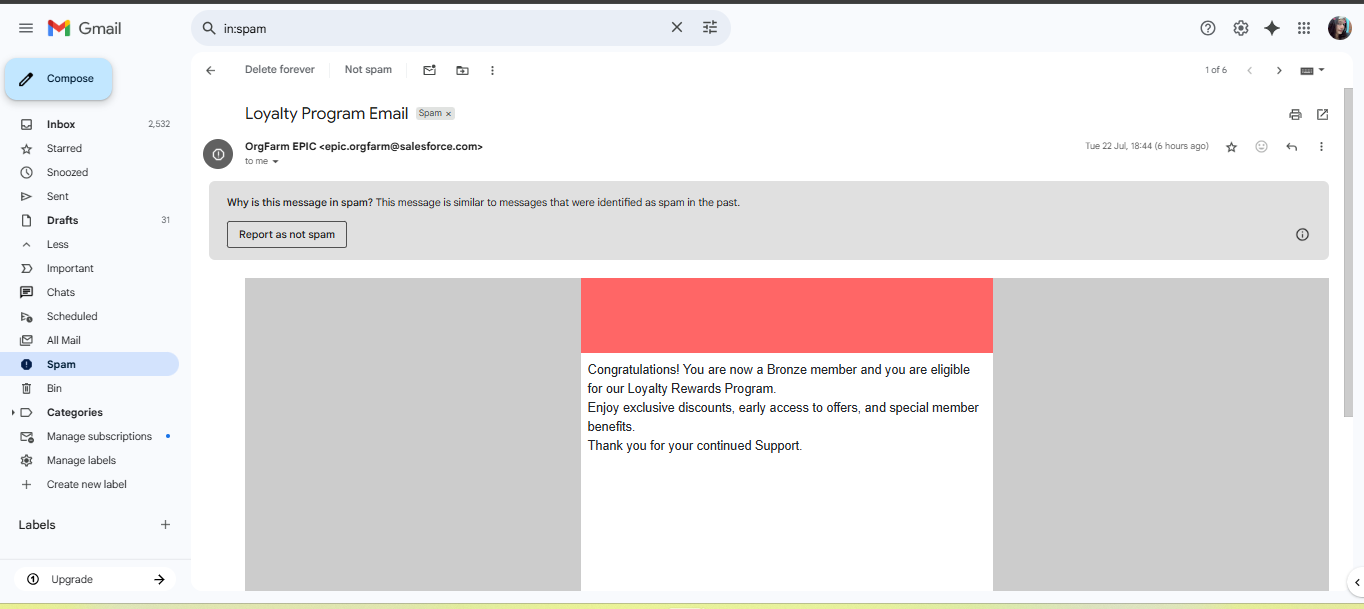 Gmail
in:spam
Compose
Delete forever
Not spam
1 of 6
Inbox 2,532
Starred
Snoozed
Sent
Drafts 31
Less
Important
Chats
Scheduled
All Mail
Spam
Bin
Categories
Manage subscriptions
Manage labels
Create new label
Labels
Upgrade
Loyalty Program Email Spam x
OrgFarm EPIC <epic.orgfarm@salesforce.com>
to me
Tue 22 Jul, 18:44 (6 hours ago)
Why is this message in spam? This message is similar to messages that were identified as spam in the past.
Report as not spam
Congratulations! You are now a Bronze member and you are eligible
for our Loyalty Rewards Program.
Enjoy exclusive discounts, early access to offers, and special member
benefits.
Thank you for your continued Support.